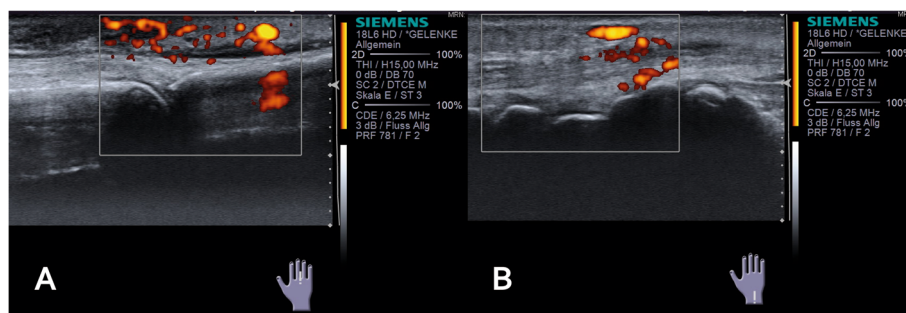 MRN:
SIEMENS
18L6 HD / *GELENKE
Allgemein
2D 100%
THI / H15,00 MHz
0 dB / DB 70
SC 2 / DTCE M
Skala E / ST 3
C 100%
CDE / 6,25 MHz
3 dB / Fluss Allg
PRF 781 / F 2
A
SIEMENS
18L6 HD / *GELENKE
Allgemein
2D 100%
THI / H15,00 MHz
0 dB / DB 70
SC 2 / DTCE M
Skala E / ST 3
C 100%
CDE / 6,25 MHz
3 dB / Fluss Allg
PRF 781 / F 2
B